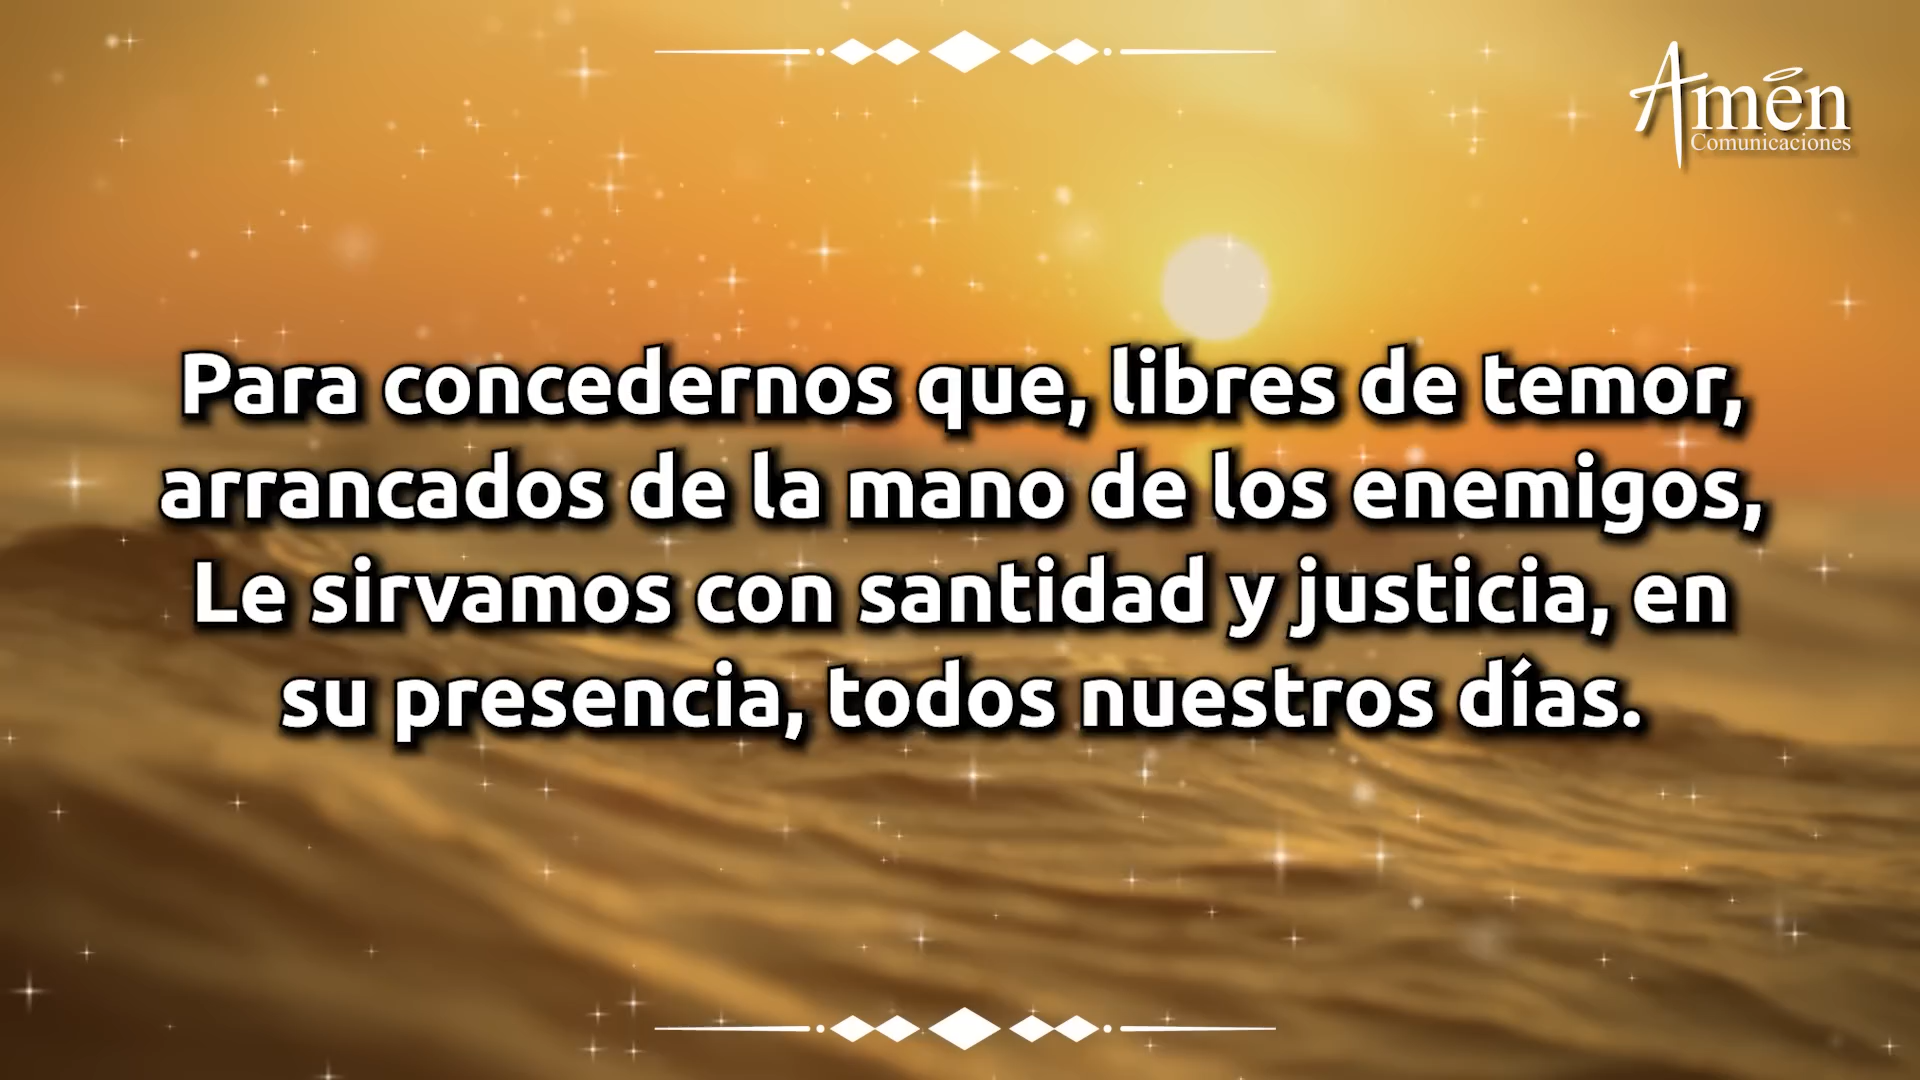 Amén
Comunicaciones
Para concedernos que, libres de temor,
arrancados de la mano de los enemigos,
Le sirvamos con santidad y justicia, en
su presencia, todos nuestros días.